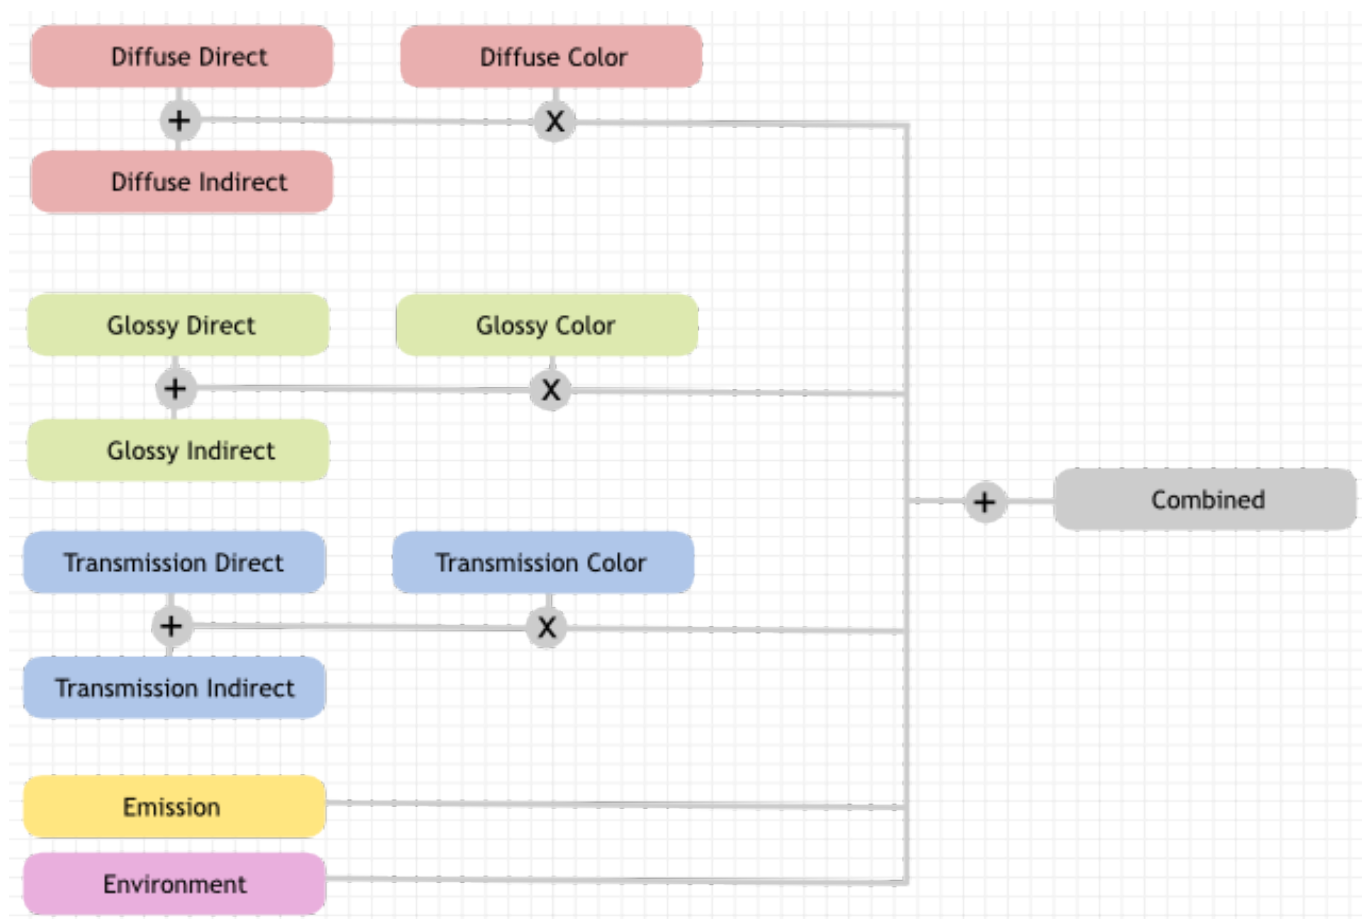 Diffuse Direct
Diffuse Color
+
X
Diffuse Indirect
Glossy Direct
Glossy Color
+
X
Glossy Indirect
+
Combined
Transmission Direct
Transmission Color
+
X
Transmission Indirect
Emission
Environment